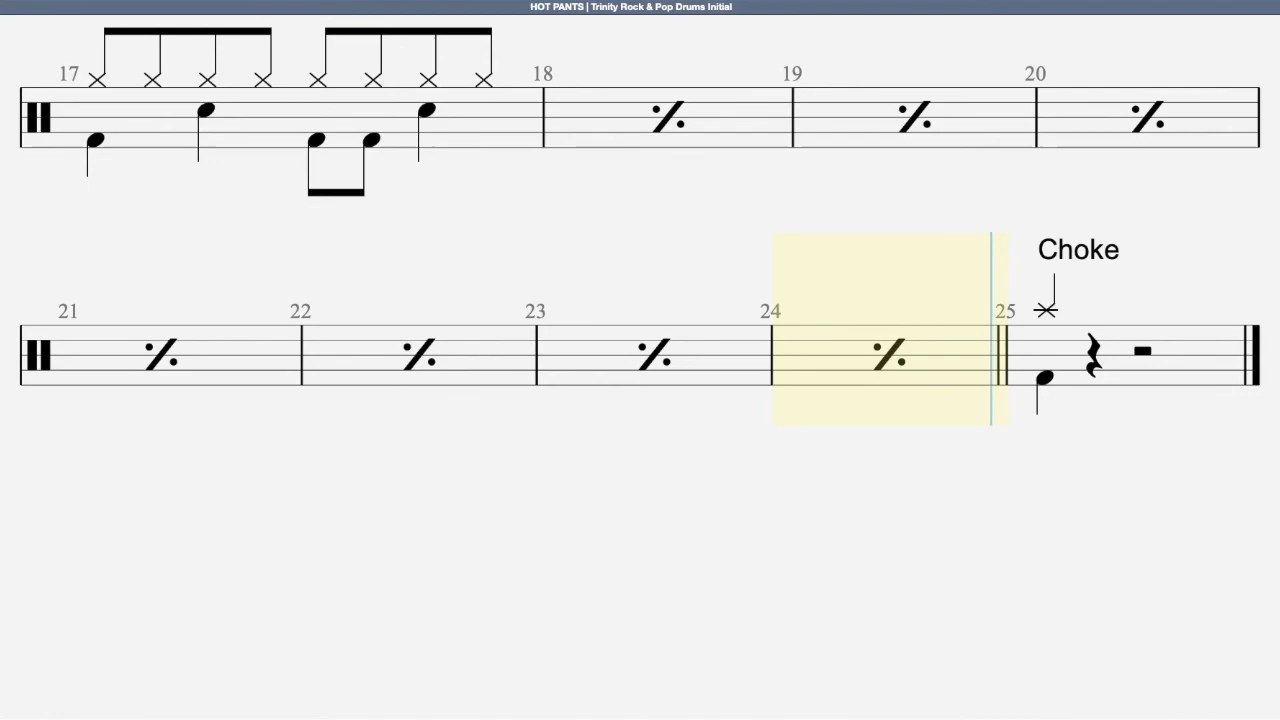 HOT PANTS | Trinity Rock & Pop Drums Initial
17 18 19 20
Choke
21 22 23 24 25